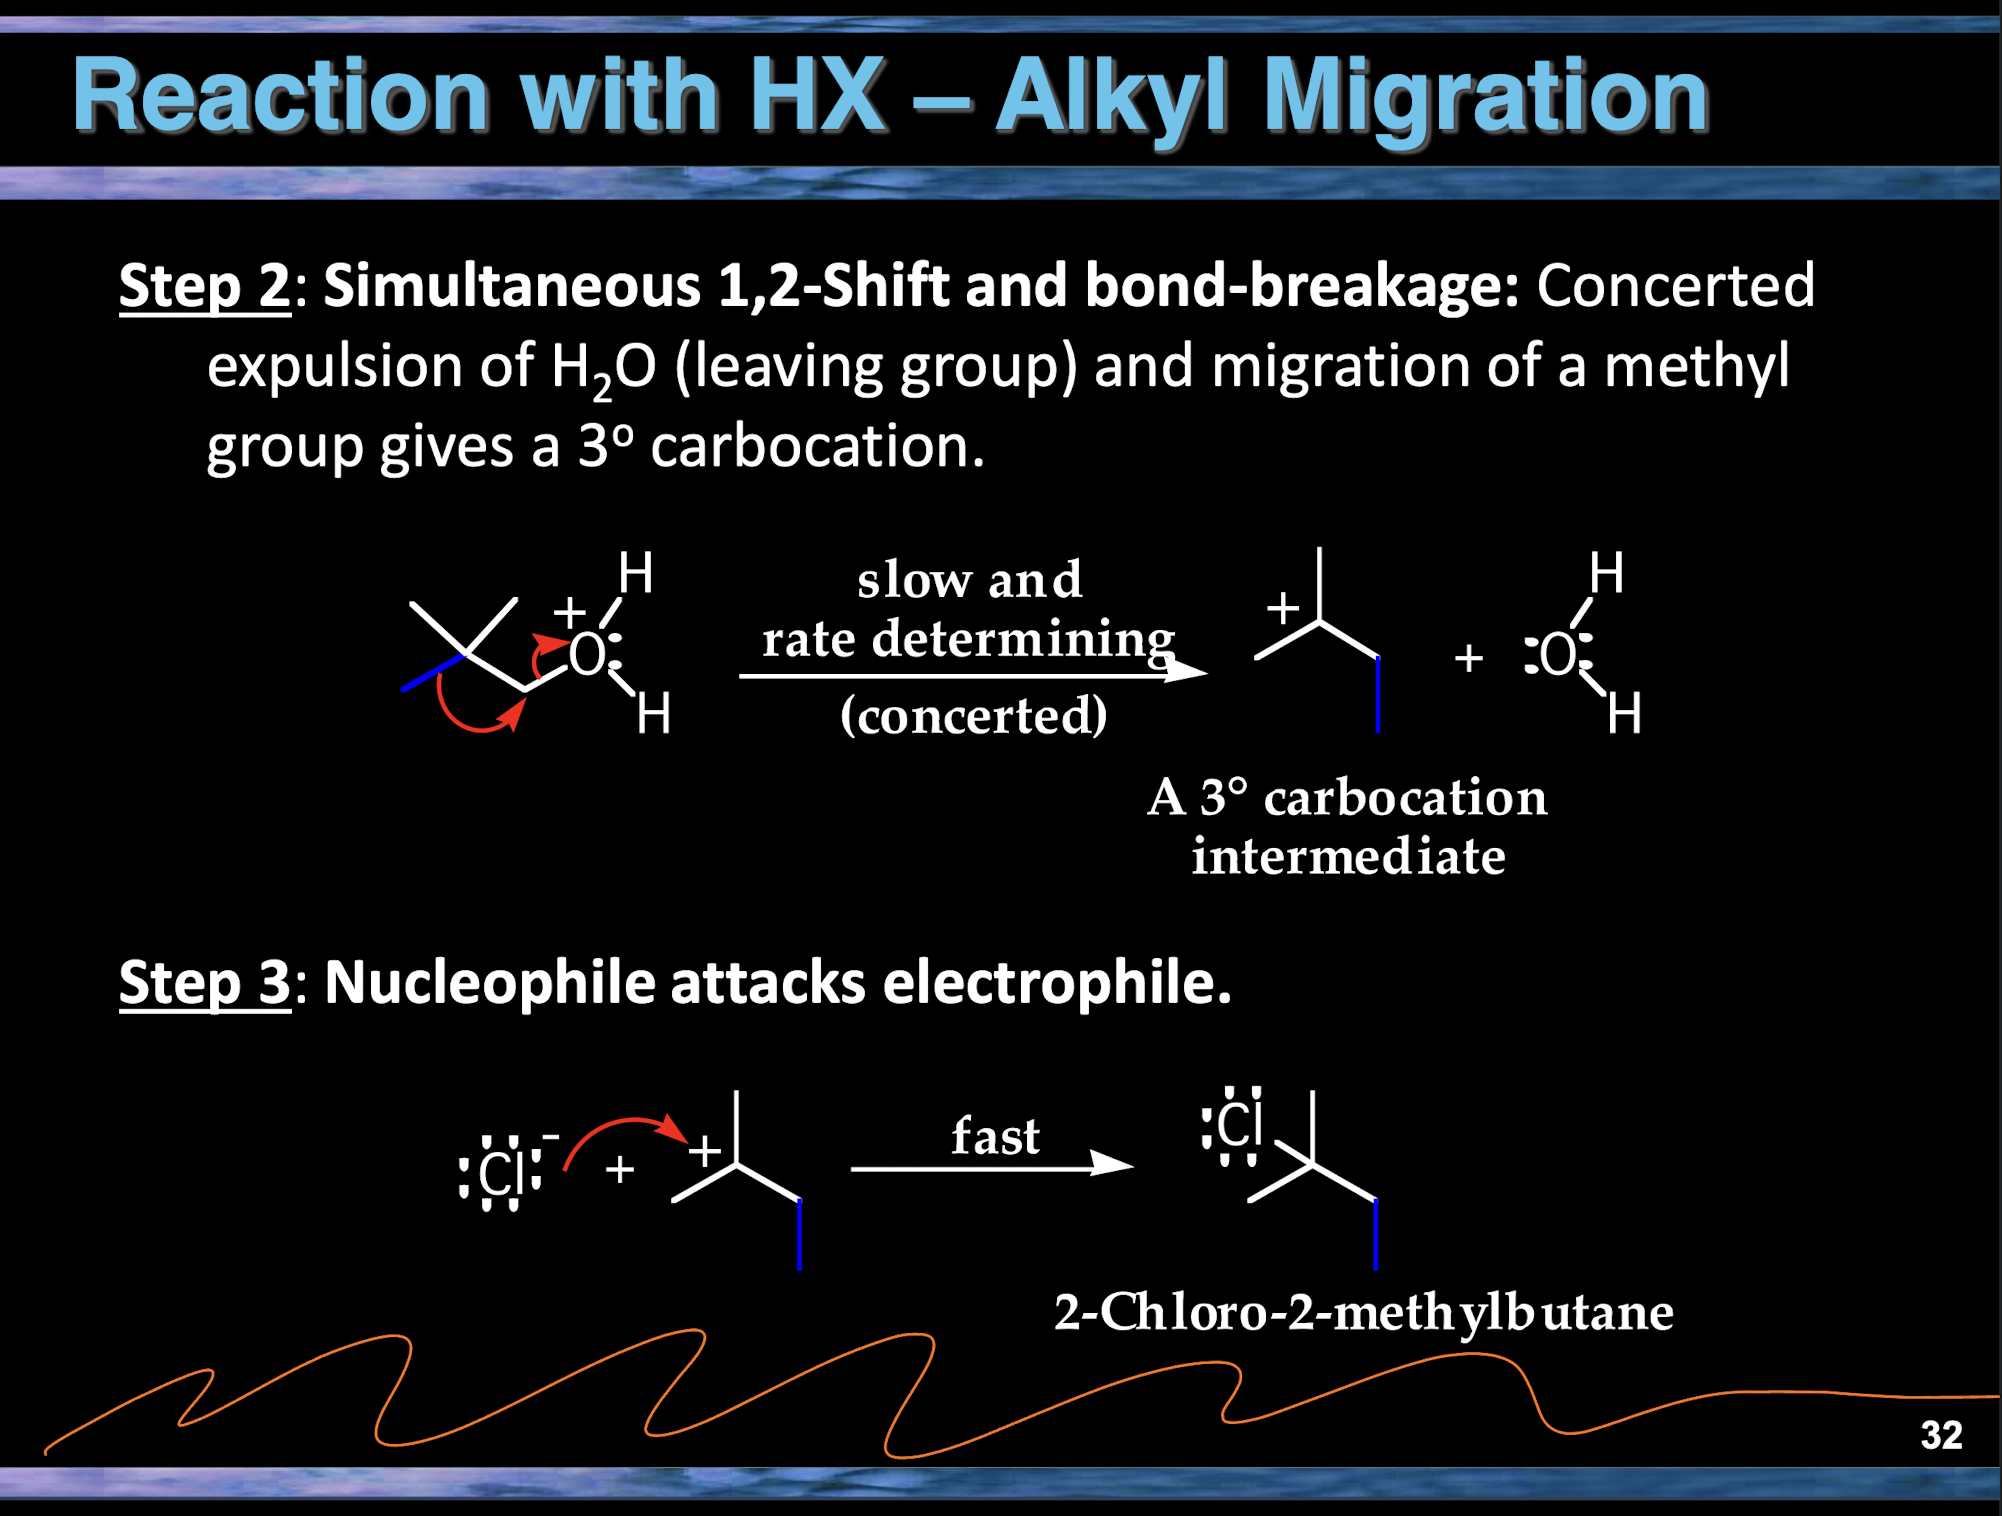 Reaction with HX – Alkyl Migration
Step 2: Simultaneous 1,2-Shift and bond-breakage: Concerted
expulsion of H₂O (leaving group) and migration of a methyl
group gives a 3º carbocation.
H
+
O:
H
slow and
rate determining
(concerted)
+
+
H
:O:
H
A 3° carbocation
intermediate
Step 3: Nucleophile attacks electrophile.
:Cl: -
+
+
fast
:Cl
2-Chloro-2-methylbutane
32